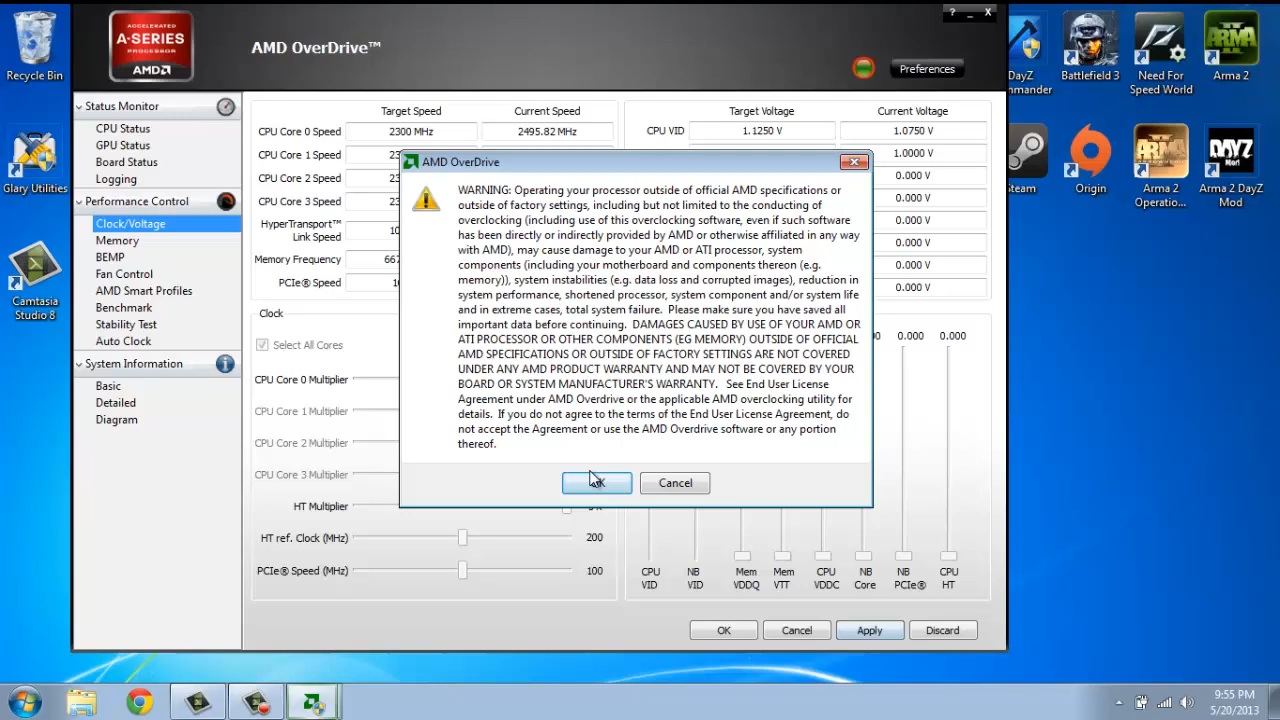 Recycle Bin
Glary Utilities
Camtasia
Studio 8
ACCELERATED
A-SERIES
PROCESSOR
AMD
AMD OverDrive™
? _ X
Preferences
Status Monitor
CPU Status
GPU Status
Board Status
Logging
Performance Control
Clock/Voltage
Memory
BEMP
Fan Control
AMD Smart Profiles
Benchmark
Stability Test
Auto Clock
System Information
Basic
Detailed
Diagram
Target Speed Current Speed
CPU Core 0 Speed 2300 MHz 2495.82 MHz
CPU Core 1 Speed 23
CPU Core 2 Speed 23
CPU Core 3 Speed 23
HyperTransport™
Link Speed 10
Memory Frequency 667
PCIe® Speed 10
Clock
Select All Cores
CPU Core 0 Multiplier
CPU Core 1 Multiplier
CPU Core 2 Multiplier
CPU Core 3 Multiplier
HT Multiplier
HT ref. Clock (MHz) 200
PCIe® Speed (MHz) 100
Target Voltage Current Voltage
CPU VID 1.1250 V 1.0750 V
1.0000 V
0.000 V
0.000 V
0.000 V
0.000 V
0.000 V
0.000 V
0.000 0.000
CPU
VID
NB
VID
Mem
VDDQ
Mem
VTT
CPU
VDDC
NB
Core
NB
PCIe®
CPU
HT
OK Cancel Apply Discard
AMD OverDrive
WARNING: Operating your processor outside of official AMD specifications or
outside of factory settings, including but not limited to the conducting of
overclocking (including use of this overclocking software, even if such software
has been directly or indirectly provided by AMD or otherwise affiliated in any way
with AMD), may cause damage to your AMD or ATI processor, system
components (including your motherboard and components thereon (e.g.
memory)), system instabilities (e.g. data loss and corrupted images), reduction in
system performance, shortened processor, system component and/or system life
and in extreme cases, total system failure. Please make sure you have saved all
important data before continuing. DAMAGES CAUSED BY USE OF YOUR AMD OR
ATI PROCESSOR OR OTHER COMPONENTS (EG MEMORY) OUTSIDE OF OFFICIAL
AMD SPECIFICATIONS OR OUTSIDE OF FACTORY SETTINGS ARE NOT COVERED
UNDER ANY AMD PRODUCT WARRANTY AND MAY NOT BE COVERED BY YOUR
BOARD OR SYSTEM MANUFACTURER'S WARRANTY. See End User License
Agreement under AMD Overdrive or the applicable AMD overclocking utility for
details. If you do not agree to the terms of the End User License Agreement, do
not accept the Agreement or use the AMD Overdrive software or any portion
thereof.
Cancel
DayZ
mmander
Battlefield 3
Need For
Speed World
ARMA
Arma 2
Steam
Origin
ARMA
Arma 2
Operatio...
DAYZ
Mod
Arma 2 DayZ
Mod
9:55 PM
5/20/2013